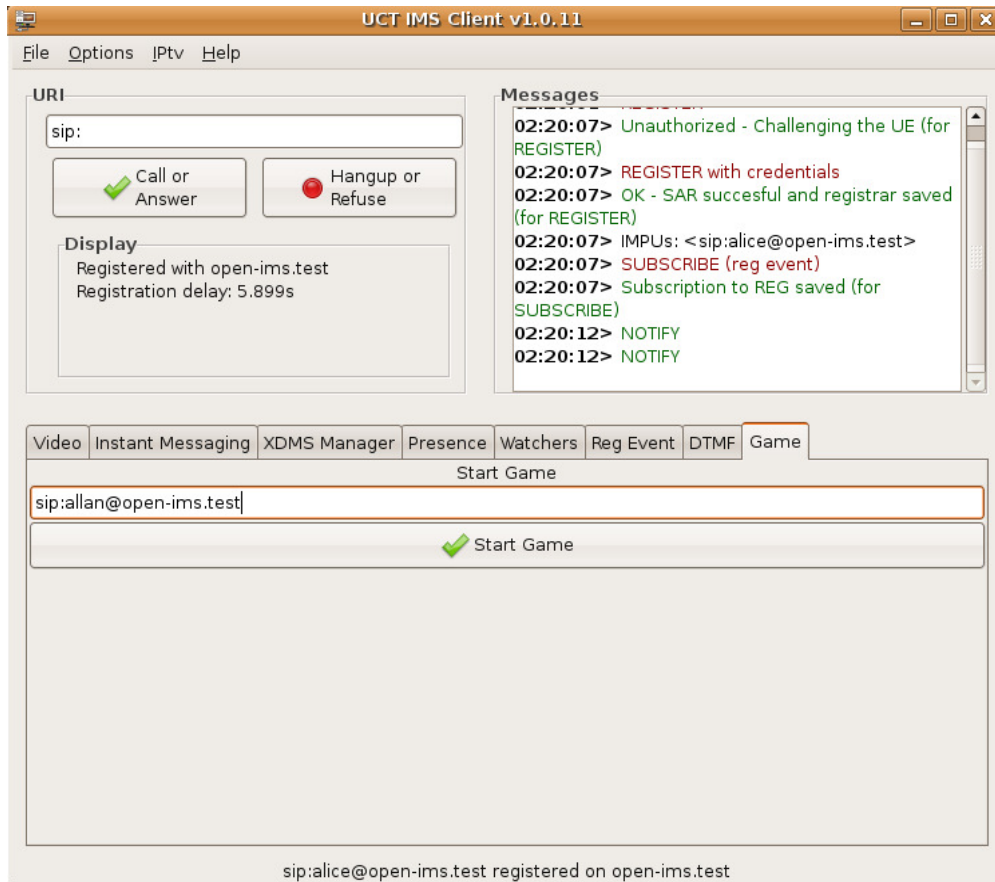 UCT IMS Client v1.0.11
File Options IPtv Help
URI
sip:
Call or
Answer
Hangup or
Refuse
Display
Registered with open-ims.test
Registration delay: 5.899s
Messages
02:20:07> Unauthorized - Challenging the UE (for
REGISTER)
02:20:07> REGISTER with credentials
02:20:07> OK - SAR succesful and registrar saved
(for REGISTER)
02:20:07> IMPUs: <sip:alice@open-ims.test>
02:20:07> SUBSCRIBE (reg event)
02:20:07> Subscription to REG saved (for
SUBSCRIBE)
02:20:12> NOTIFY
02:20:12> NOTIFY
Video Instant Messaging XDMS Manager Presence Watchers Reg Event DTMF Game
Start Game
sip:allan@open-ims.test
Start Game
sip:alice@open-ims.test registered on open-ims.test